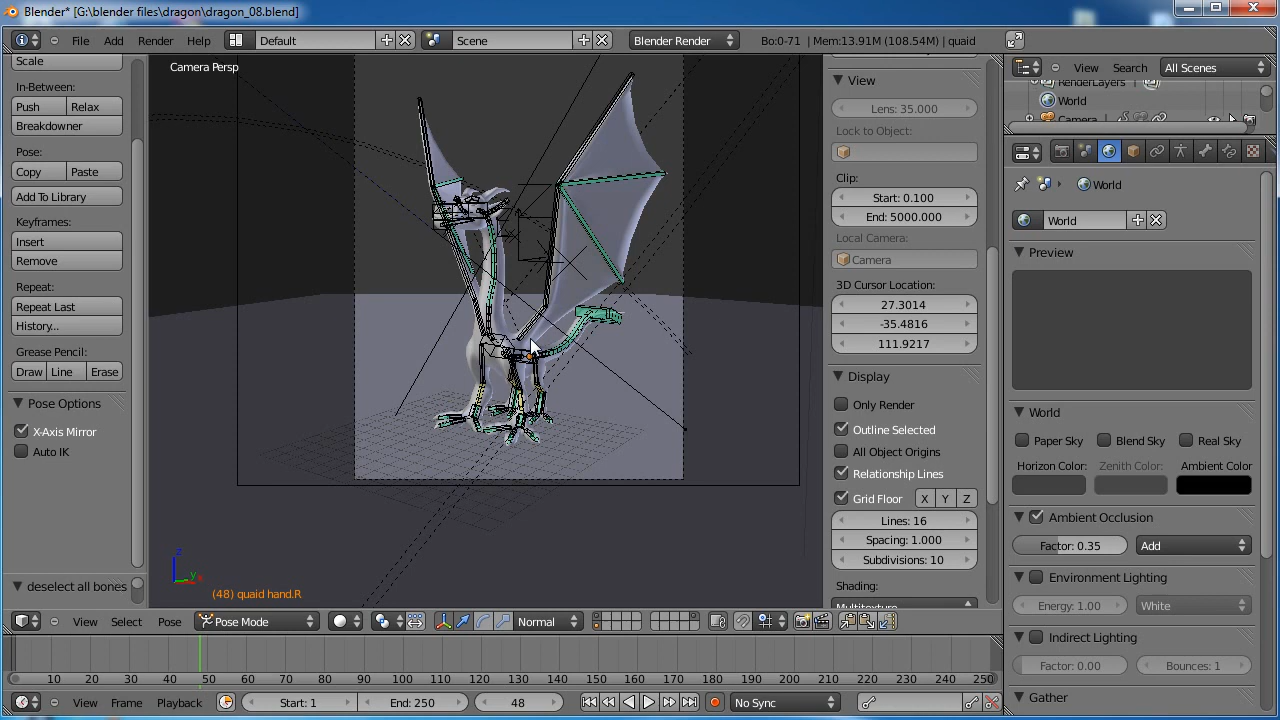 Blender* [G:\blender files\dragon\dragon_08.blend]
File Add Render Help Default Scene Blender Render Bo:0-71 | Mem:13.91M (108.54M) | quaid
View Search All Scenes
RenderLayers
World
Camera
Scale
In-Between:
Push Relax
Breakdowner
Pose:
Copy Paste
Add To Library
Keyframes:
Insert
Remove
Repeat:
Repeat Last
History...
Grease Pencil:
Draw Line Erase
Pose Options
X-Axis Mirror
Auto IK
deselect all bones
Camera Persp
z
y
x
(48) quaid hand.R
View
Lens: 35.000
Lock to Object:
Clip:
Start: 0.100
End: 5000.000
Local Camera:
Camera
3D Cursor Location:
27.3014
-35.4816
111.9217
Display
Only Render
Outline Selected
All Object Origins
Relationship Lines
Grid Floor X Y Z
Lines: 16
Spacing: 1.000
Subdivisions: 10
Shading:
Multitexture
World
World
Preview
World
Paper Sky Blend Sky Real Sky
Horizon Color: Zenith Color: Ambient Color
Ambient Occlusion
Factor: 0.35 Add
Environment Lighting
Energy: 1.00 White
Indirect Lighting
Factor: 0.00 Bounces: 1
Gather
View Select Pose Pose Mode Normal
10 20 30 40 50 60 70 80 90 100 110 120 130 140 150 160 170 180 190 200 210 220 230 240 250
View Frame Playback Start: 1 End: 250 48 No Sync